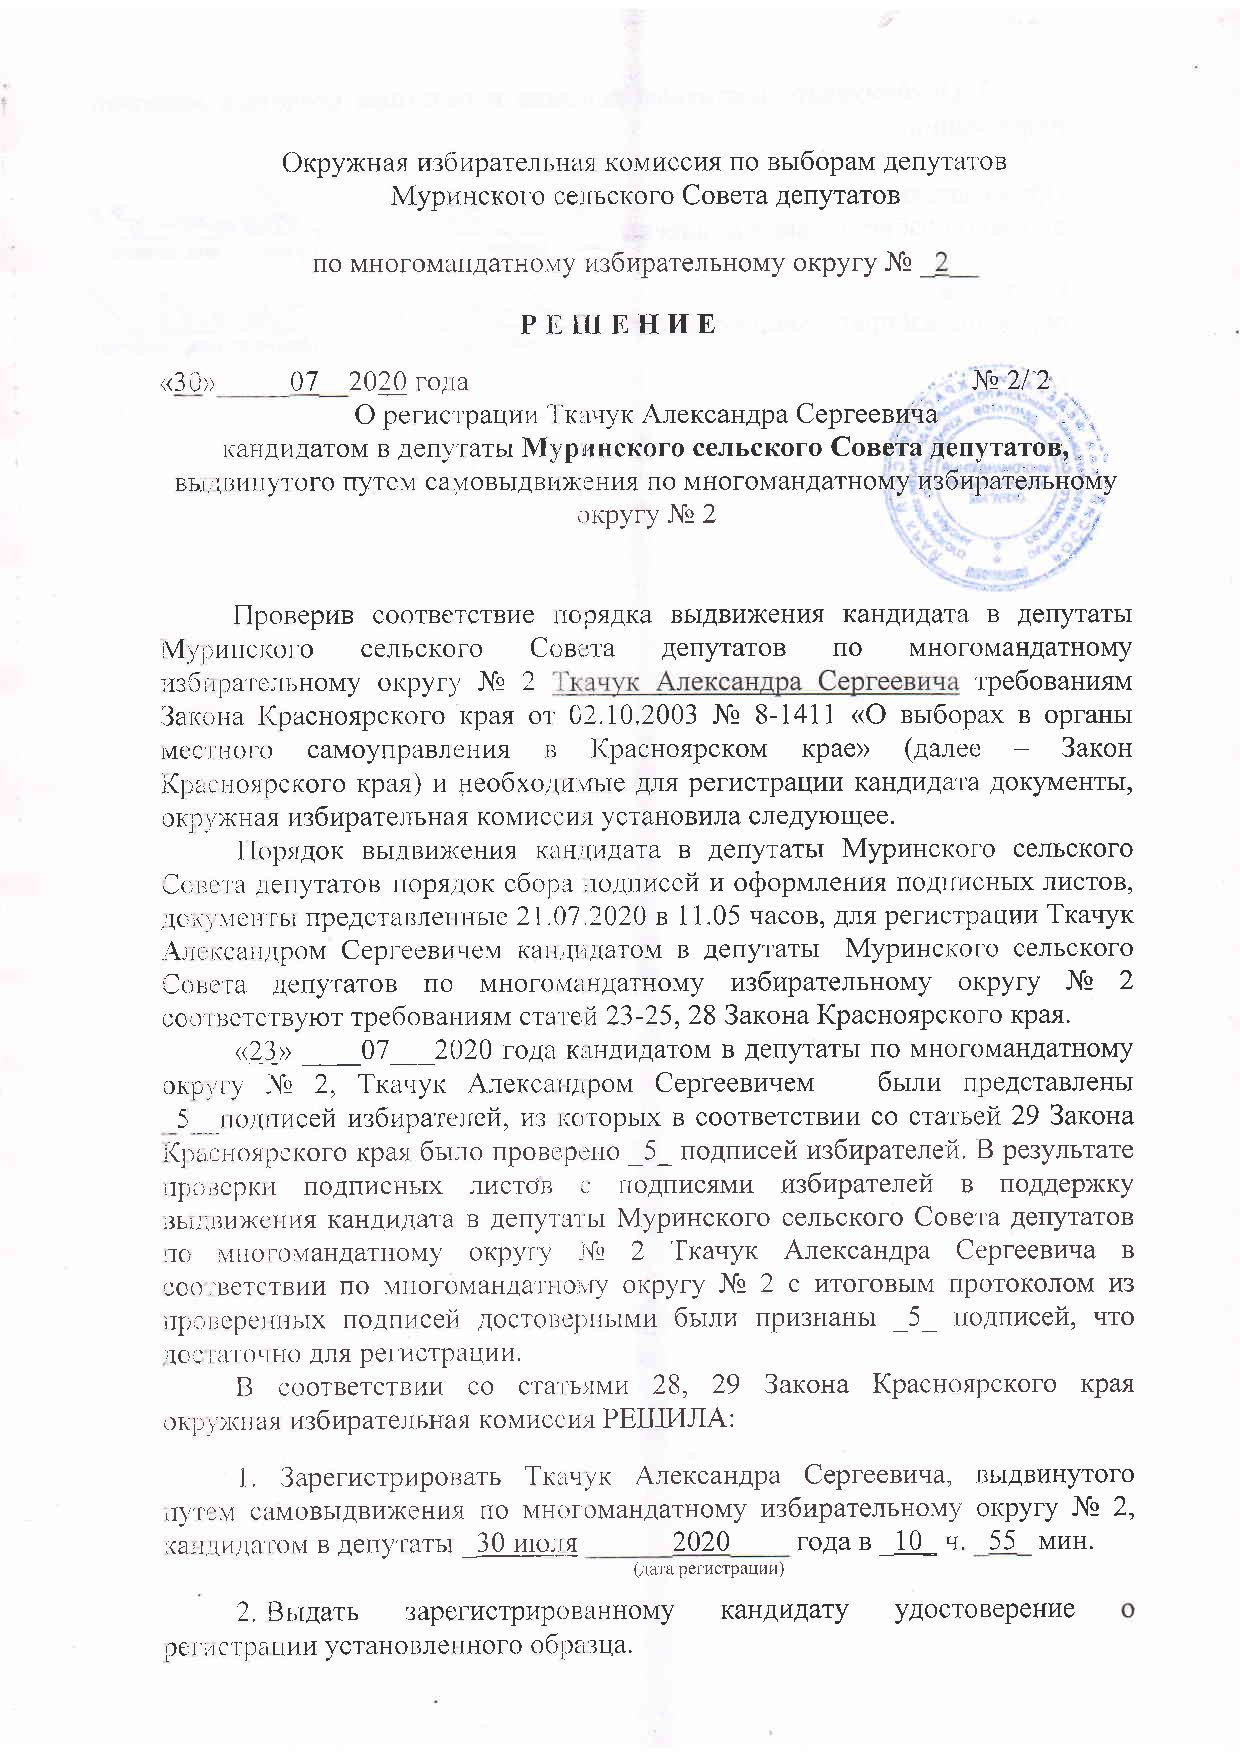 Окружная избирательная комиссия по выборам депутатов
Муринского сельского Совета депутатов
по многомандатному избирательному округу № _2__
Р Е Ш Е Н И Е
«30» _____07__2020 года № 2/ 2
О регистрации Ткачук Александра Сергеевича
кандидатом в депутаты Муринского сельского Совета депутатов,
выдвинутого путем самовыдвижения по многомандатному избирательному
округу № 2
Проверив соответствие порядка выдвижения кандидата в депутаты
Муринского сельского Совета депутатов по многомандатному
избирательному округу № 2 Ткачук Александра Сергеевича требованиям
Закона Красноярского края от 02.10.2003 № 8-1411 «О выборах в органы
местного самоуправления в Красноярском крае» (далее – Закон
Красноярского края) и необходимые для регистрации кандидата документы,
окружная избирательная комиссия установила следующее.
Порядок выдвижения кандидата в депутаты Муринского сельского
Совета депутатов порядок сбора подписей и оформления подписных листов,
документы представленные 21.07.2020 в 11.05 часов, для регистрации Ткачук
Александром Сергеевичем кандидатом в депутаты Муринского сельского
Совета депутатов по многомандатному избирательному округу № 2
соответствуют требованиям статей 23-25, 28 Закона Красноярского края.
«23» ____07___2020 года кандидатом в депутаты по многомандатному
округу № 2, Ткачук Александром Сергеевичем были представлены
_5__подписей избирателей, из которых в соответствии со статьей 29 Закона
Красноярского края было проверено _5_ подписей избирателей. В результате
проверки подписных листов с подписями избирателей в поддержку
выдвижения кандидата в депутаты Муринского сельского Совета депутатов
по многомандатному округу № 2 Ткачук Александра Сергеевича в
соответствии по многомандатному округу № 2 с итоговым протоколом из
проверенных подписей достоверными были признаны _5_ подписей, что
достаточно для регистрации.
В соответствии со статьями 28, 29 Закона Красноярского края
окружная избирательная комиссия РЕШИЛА:
1. Зарегистрировать Ткачук Александра Сергеевича, выдвинутого
путем самовыдвижения по многомандатному избирательному округу № 2,
кандидатом в депутаты _30 июля ______2020____ года в _10_ ч. _55_ мин.
(дата регистрации)
2. Выдать зарегистрированному кандидату удостоверение о
регистрации установленного образца.